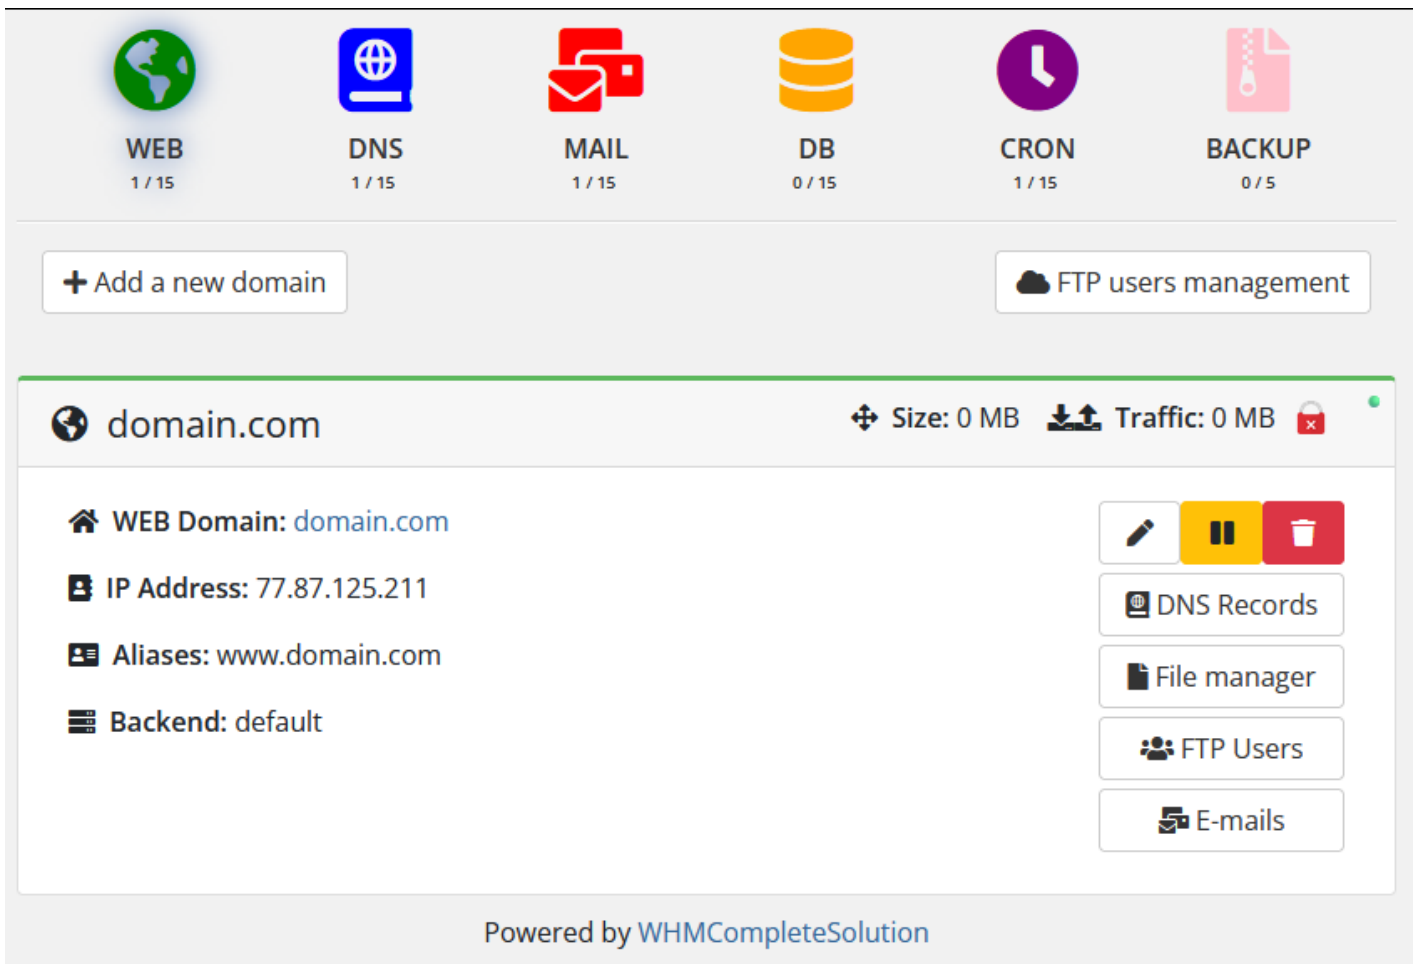 WEB DNS MAIL DB CRON BACKUP
1 / 15 1 / 15 1 / 15 0 / 15 1 / 15 0 / 5
Add a new domain FTP users management
domain.com Size: 0 MB Traffic: 0 MB
WEB Domain: domain.com
IP Address: 77.87.125.211
DNS Records
Aliases: www.domain.com
File manager
Backend: default
FTP Users
E-mails
Powered by WHMCompleteSolution